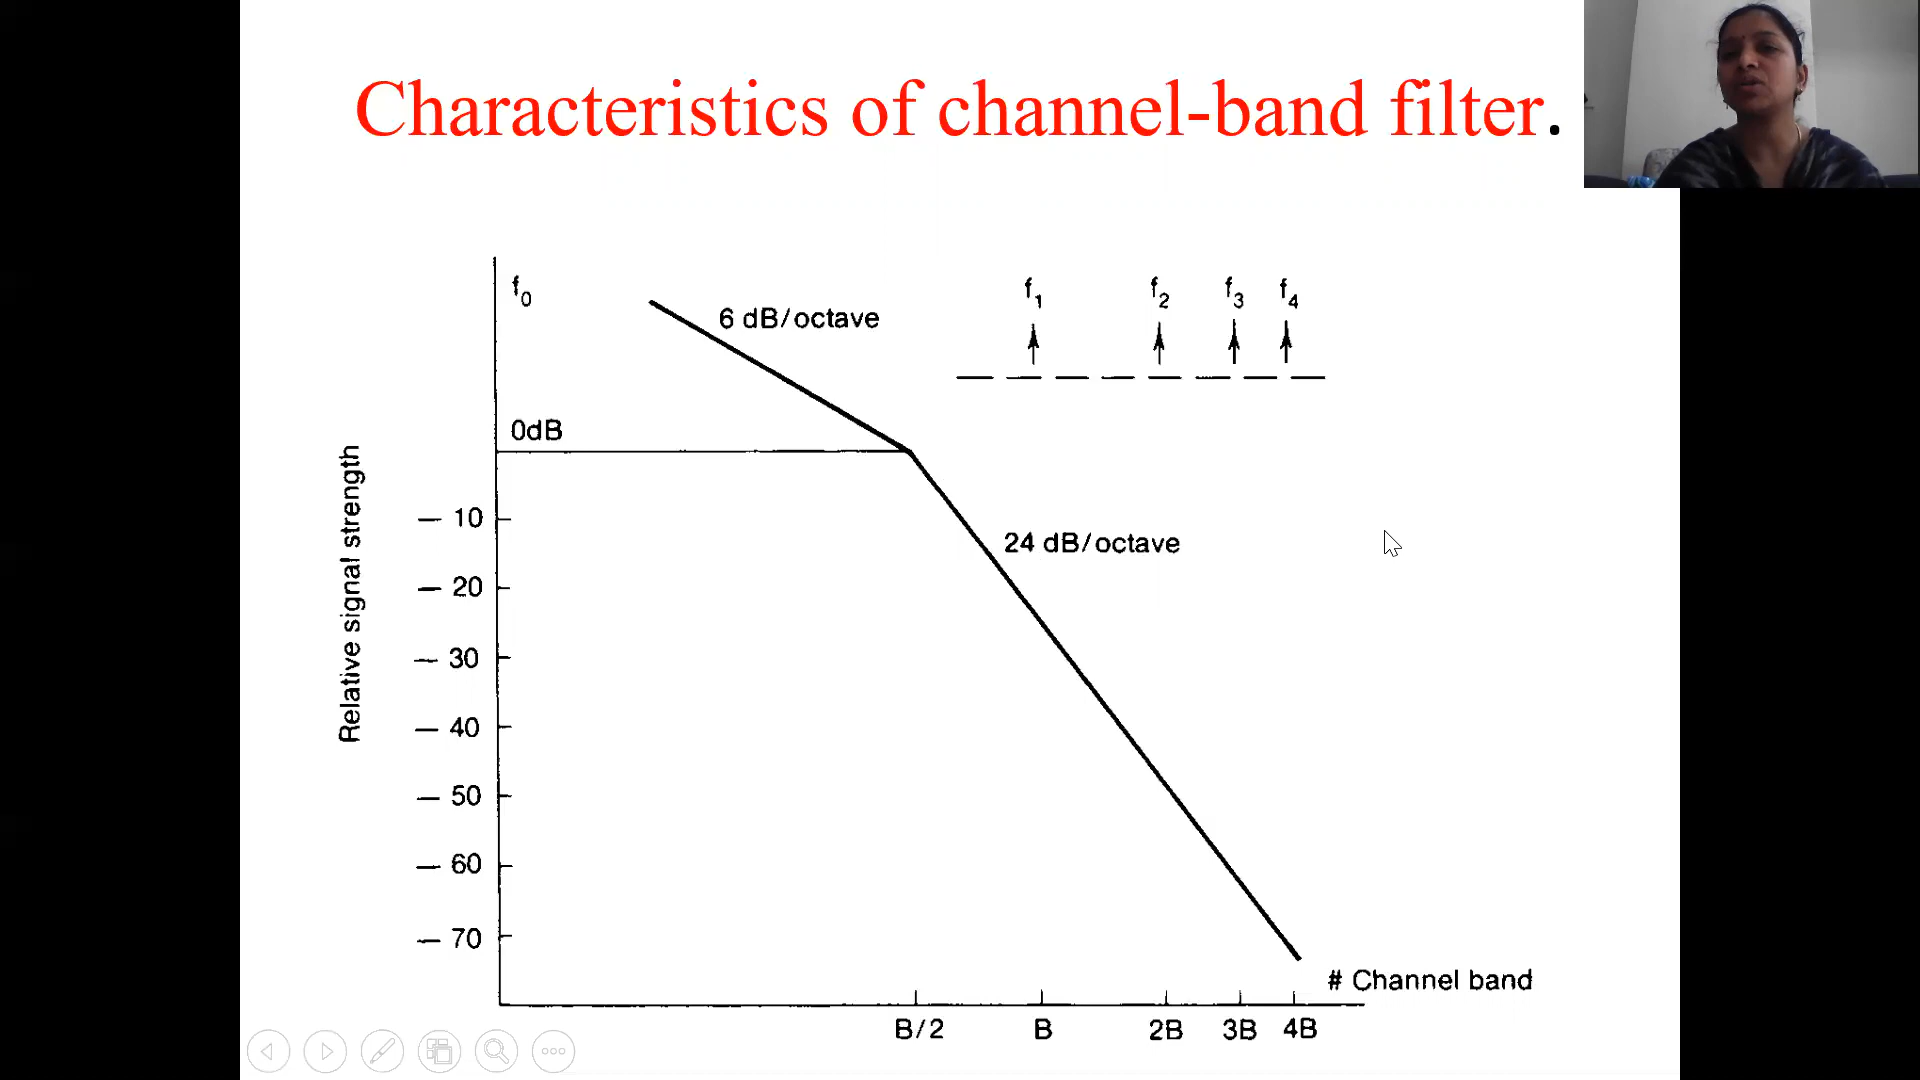 Characteristics of channel-band filter.
f0
6 dB/octave
f1 f2 f3 f4
0dB
Relative signal strength
— 10
— 20
— 30
— 40
— 50
— 60
— 70
24 dB/octave
# Channel band
B/2 B 2B 3B 4B